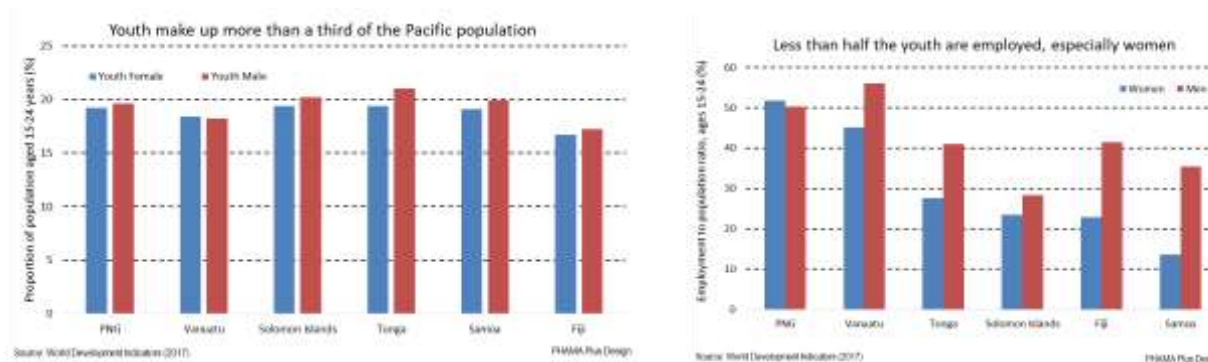 Youth make up more than a third of the Pacific population
Proportion of population aged 15-24 years (%)
25
20
15
10
5
0
Youth Female
Youth Male
PNG
Vanuatu
Solomon Islands
Tonga
Samoa
Fiji
Source: World Development Indicators (2017)
PHAMA Plus Design
Less than half the youth are employed, especially women
Employment to population ratio, ages 15-24 (%)
60
50
40
30
20
10
0
Women
Men
PNG
Vanuatu
Tonga
Solomon Islands
Fiji
Samoa
Source: World Development Indicators (2017)
PHAMA Plus Des